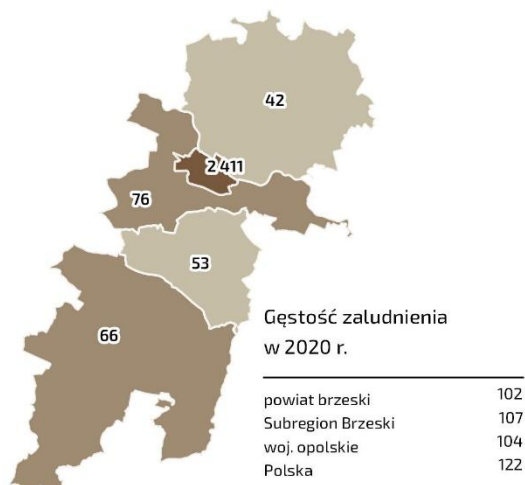 42
2 411
76
53
66
Gęstość zaludnienia
w 2020 r.
powiat brzeski 102
Subregion Brzeski 107
woj. opolskie 104
Polska 122